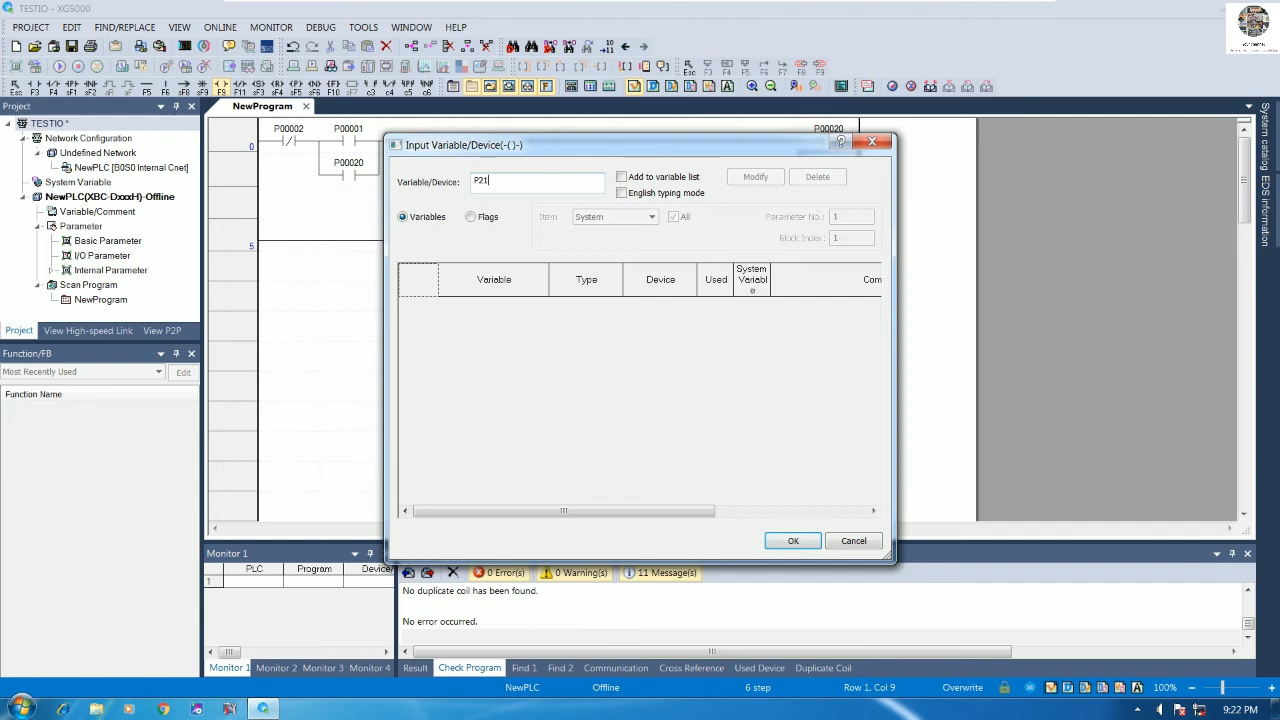 TESTIO - XG5000
PROJECT EDIT FIND/REPLACE VIEW ONLINE MONITOR DEBUG TOOLS WINDOW HELP
Project
NewProgram
TESTIO *
Network Configuration
Undefined Network
NewPLC [B0S0 Internal Cnet]
System Variable
NewPLC(XBC-DxxxH)-Offline
Variable/Comment
Parameter
Basic Parameter
I/O Parameter
Internal Parameter
Scan Program
NewProgram
Project View High-speed Link View P2P
Function/FB
Most Recently Used Edit
Function Name
P00002 P00001 P00020
0
P00020
5
Input Variable/Device(-( )-)
Variable/Device: P21
Add to variable list
English typing mode
Modify Delete
Variables Flags
Item System All
Parameter No.: 1
Block Index: 1
Variable Type Device Used System Variabl e Com
OK Cancel
System catalog
EDS information
Monitor 1
PLC Program Device/
1
Monitor 1 Monitor 2 Monitor 3 Monitor 4
0 Error(s) 0 Warning(s) 11 Message(s)
No duplicate coil has been found.
No error occurred.
Result Check Program Find 1 Find 2 Communication Cross Reference Used Device Duplicate Coil
NewPLC Offline 6 step Row 1, Col 9 Overwrite 100%
9:22 PM